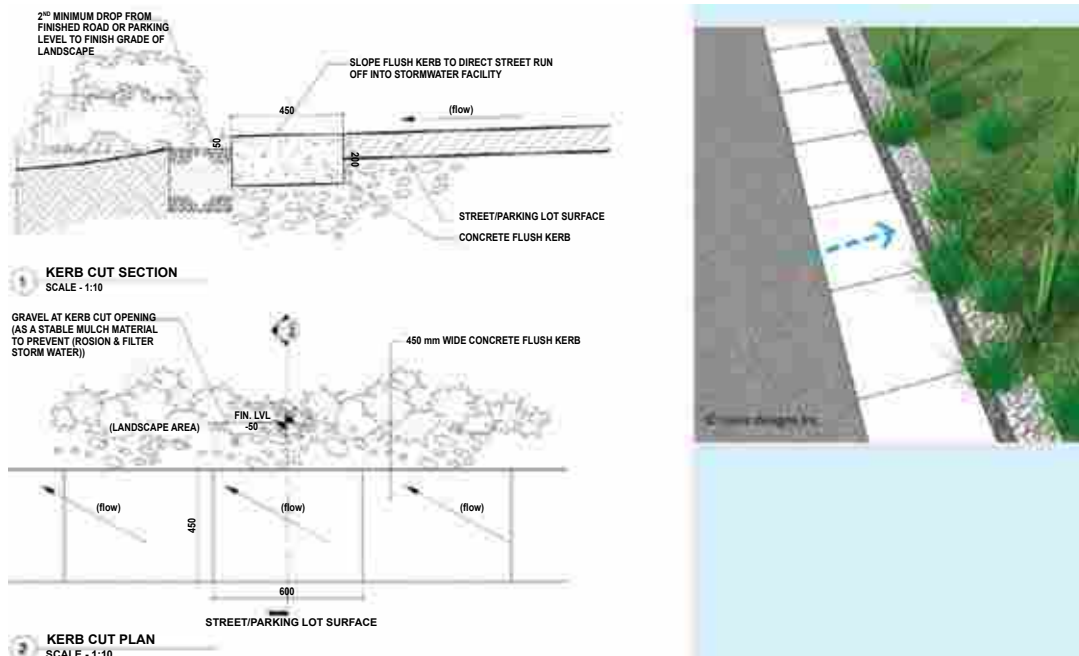 2ND MINIMUM DROP FROM
FINISHED ROAD OR PARKING
LEVEL TO FINISH GRADE OF
LANDSCAPE
SLOPE FLUSH KERB TO DIRECT STREET RUN
OFF INTO STORMWATER FACILITY
450
(flow)
50
200
STREET/PARKING LOT SURFACE
CONCRETE FLUSH KERB
1
KERB CUT SECTION
SCALE - 1:10
GRAVEL AT KERB CUT OPENING
(AS A STABLE MULCH MATERIAL
TO PREVENT (ROSION & FILTER
STORM WATER))
450 mm WIDE CONCRETE FLUSH KERB
FIN. LVL
-50
(LANDSCAPE AREA)
(flow)
(flow)
(flow)
450
600
STREET/PARKING LOT SURFACE
2
KERB CUT PLAN
SCALE - 1:10
designs inc